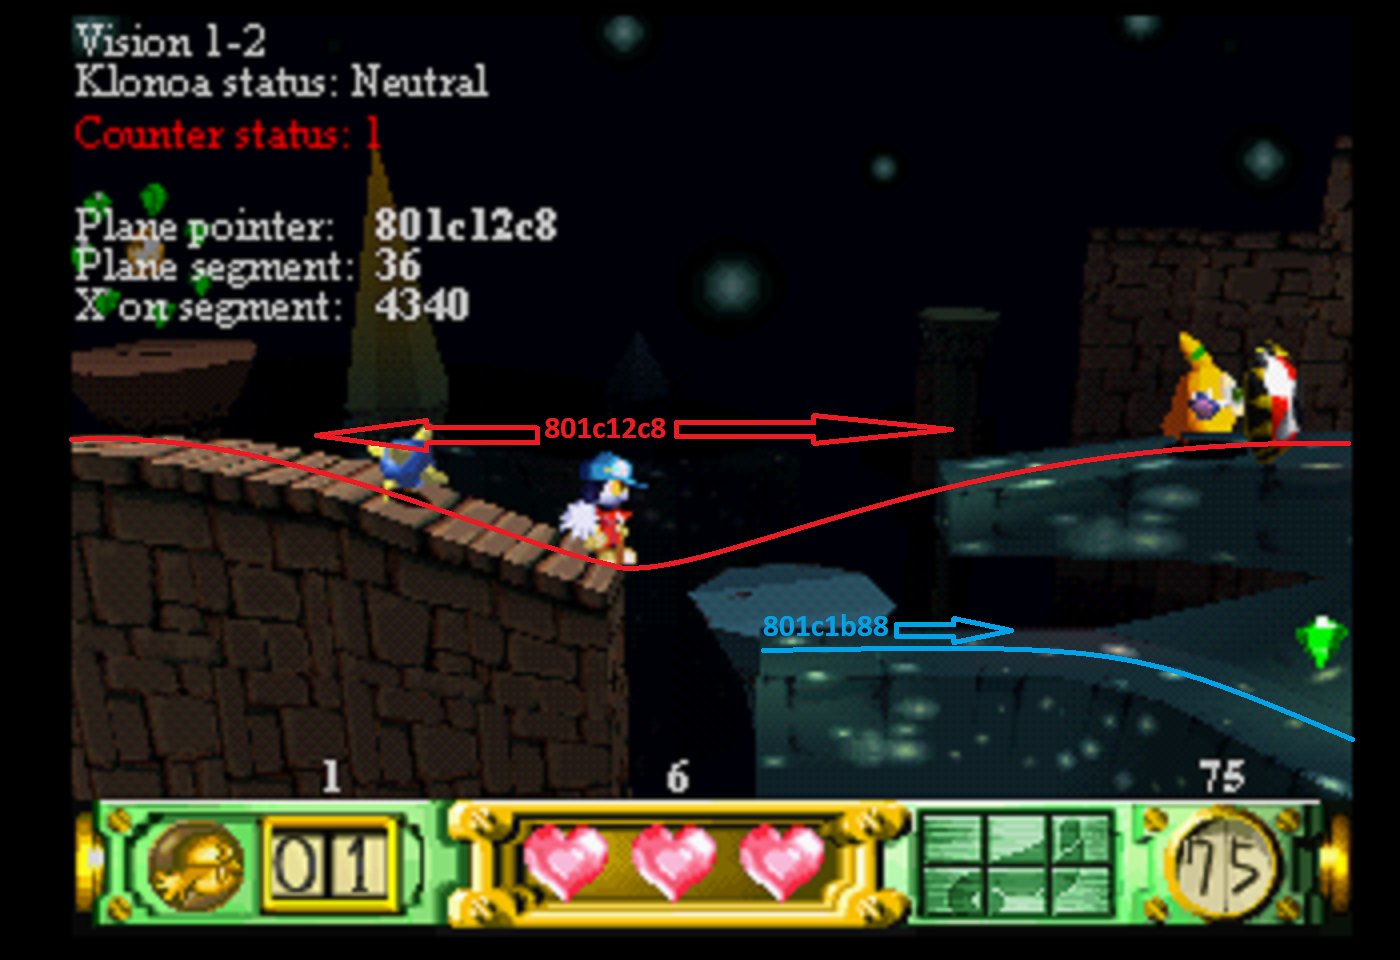 Vision 1-2
Klonoa status: Neutral
Counter status: 1
Plane pointer: 801c12c8
Plane segment: 36
X on segment: 4340
801c12c8
801c1b88
1 6 75
01 75